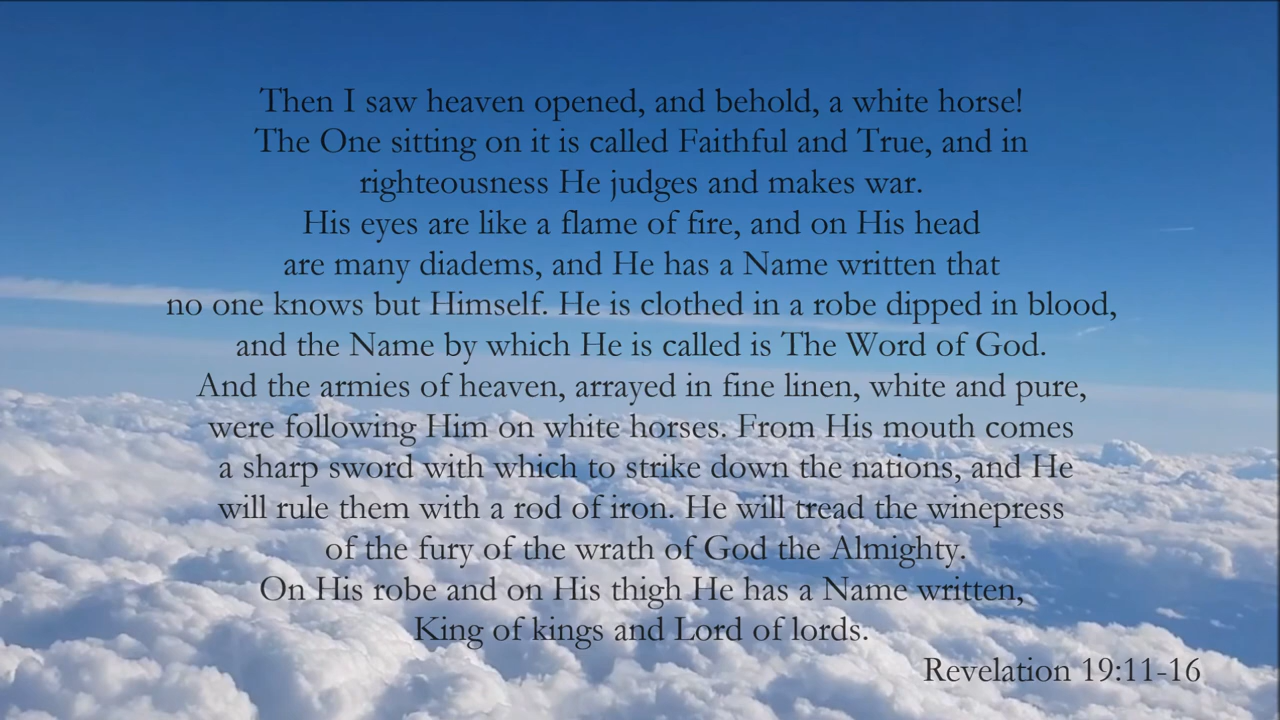 Then I saw heaven opened, and behold, a white horse!
The One sitting on it is called Faithful and True, and in
righteousness He judges and makes war.
His eyes are like a flame of fire, and on His head
are many diadems, and He has a Name written that
no one knows but Himself. He is clothed in a robe dipped in blood,
and the Name by which He is called is The Word of God.
And the armies of heaven, arrayed in fine linen, white and pure,
were following Him on white horses. From His mouth comes
a sharp sword with which to strike down the nations, and He
will rule them with a rod of iron. He will tread the winepress
of the fury of the wrath of God the Almighty.
On His robe and on His thigh He has a Name written,
King of kings and Lord of lords.
Revelation 19:11-16